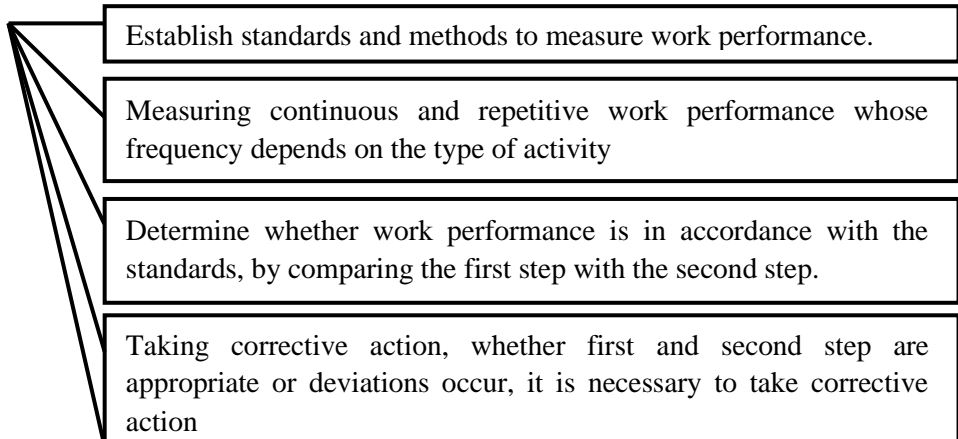 Establish standards and methods to measure work performance.
Measuring continuous and repetitive work performance whose
frequency depends on the type of activity
Determine whether work performance is in accordance with the
standards, by comparing the first step with the second step.
Taking corrective action, whether first and second step are
appropriate or deviations occur, it is necessary to take corrective
action